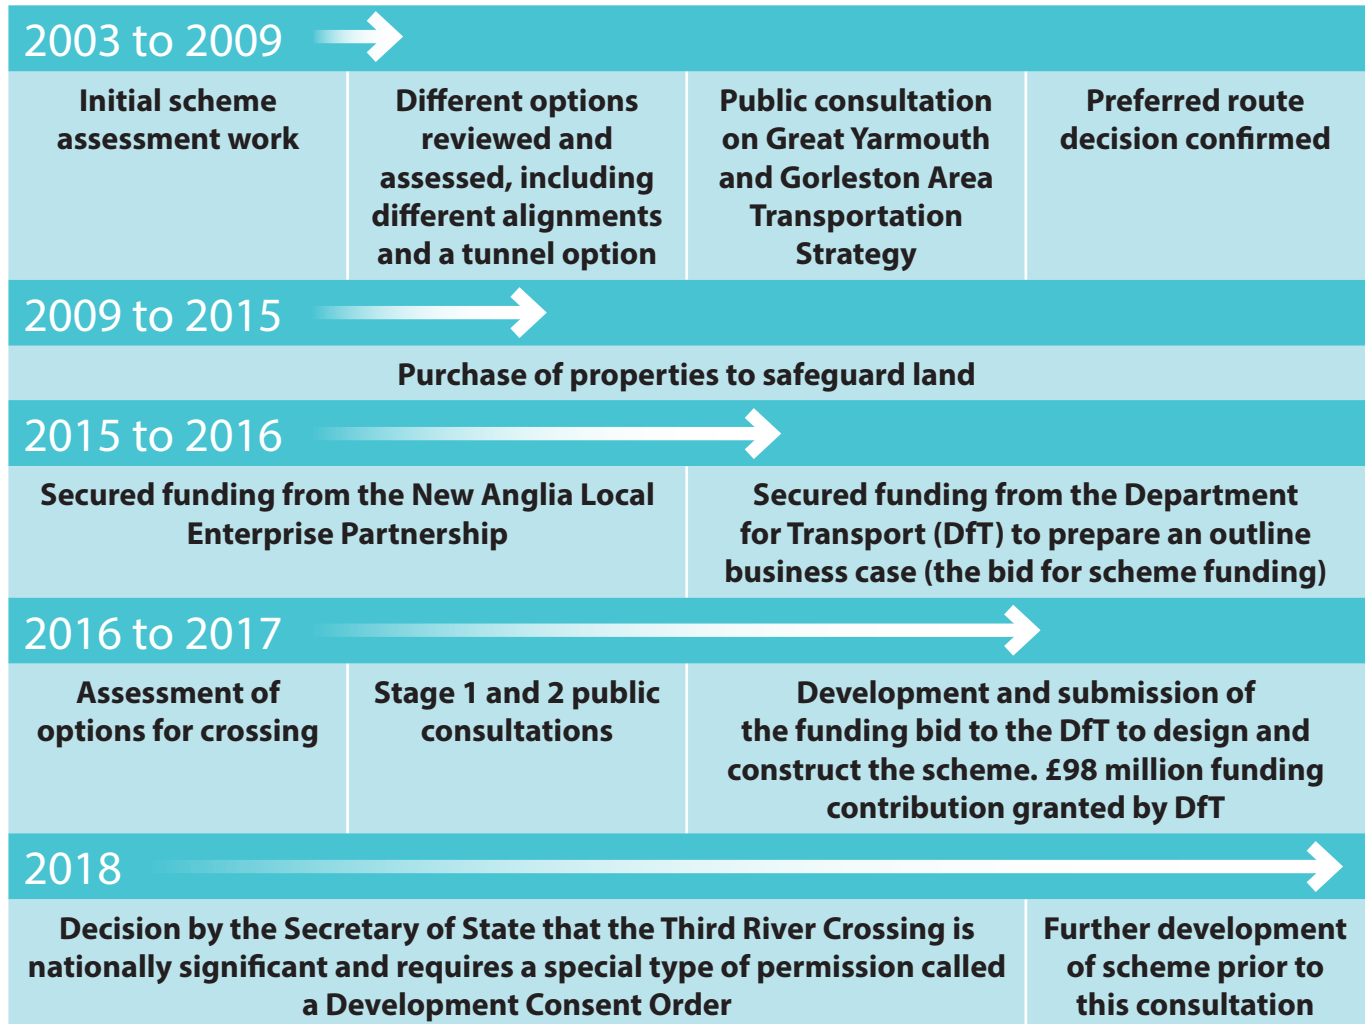 2003 to 2009
Initial scheme
assessment work
Different options
reviewed and
assessed, including
different alignments
and a tunnel option
Public consultation
on Great Yarmouth
and Gorleston Area
Transportation
Strategy
Preferred route
decision confirmed
2009 to 2015
Purchase of properties to safeguard land
2015 to 2016
Secured funding from the New Anglia Local
Enterprise Partnership
Secured funding from the Department
for Transport (DfT) to prepare an outline
business case (the bid for scheme funding)
2016 to 2017
Assessment of
options for crossing
Stage 1 and 2 public
consultations
Development and submission of
the funding bid to the DfT to design and
construct the scheme. £98 million funding
contribution granted by DfT
2018
Decision by the Secretary of State that the Third River Crossing is
nationally significant and requires a special type of permission called
a Development Consent Order
Further development
of scheme prior to
this consultation